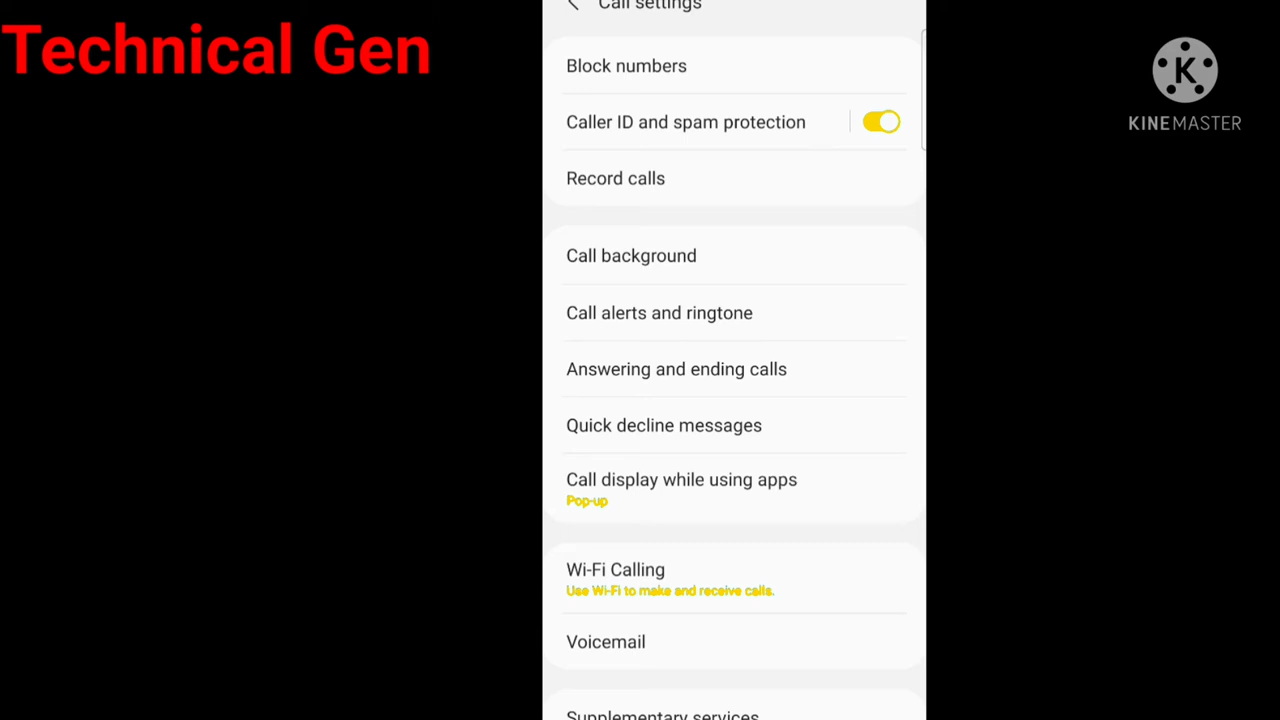 Technical Gen
Call settings
Block numbers
Caller ID and spam protection
Record calls
Call background
Call alerts and ringtone
Answering and ending calls
Quick decline messages
Call display while using apps
Pop-up
Wi-Fi Calling
Use Wi-Fi to make and receive calls.
Voicemail
Supplementary services
K
KINEMASTER